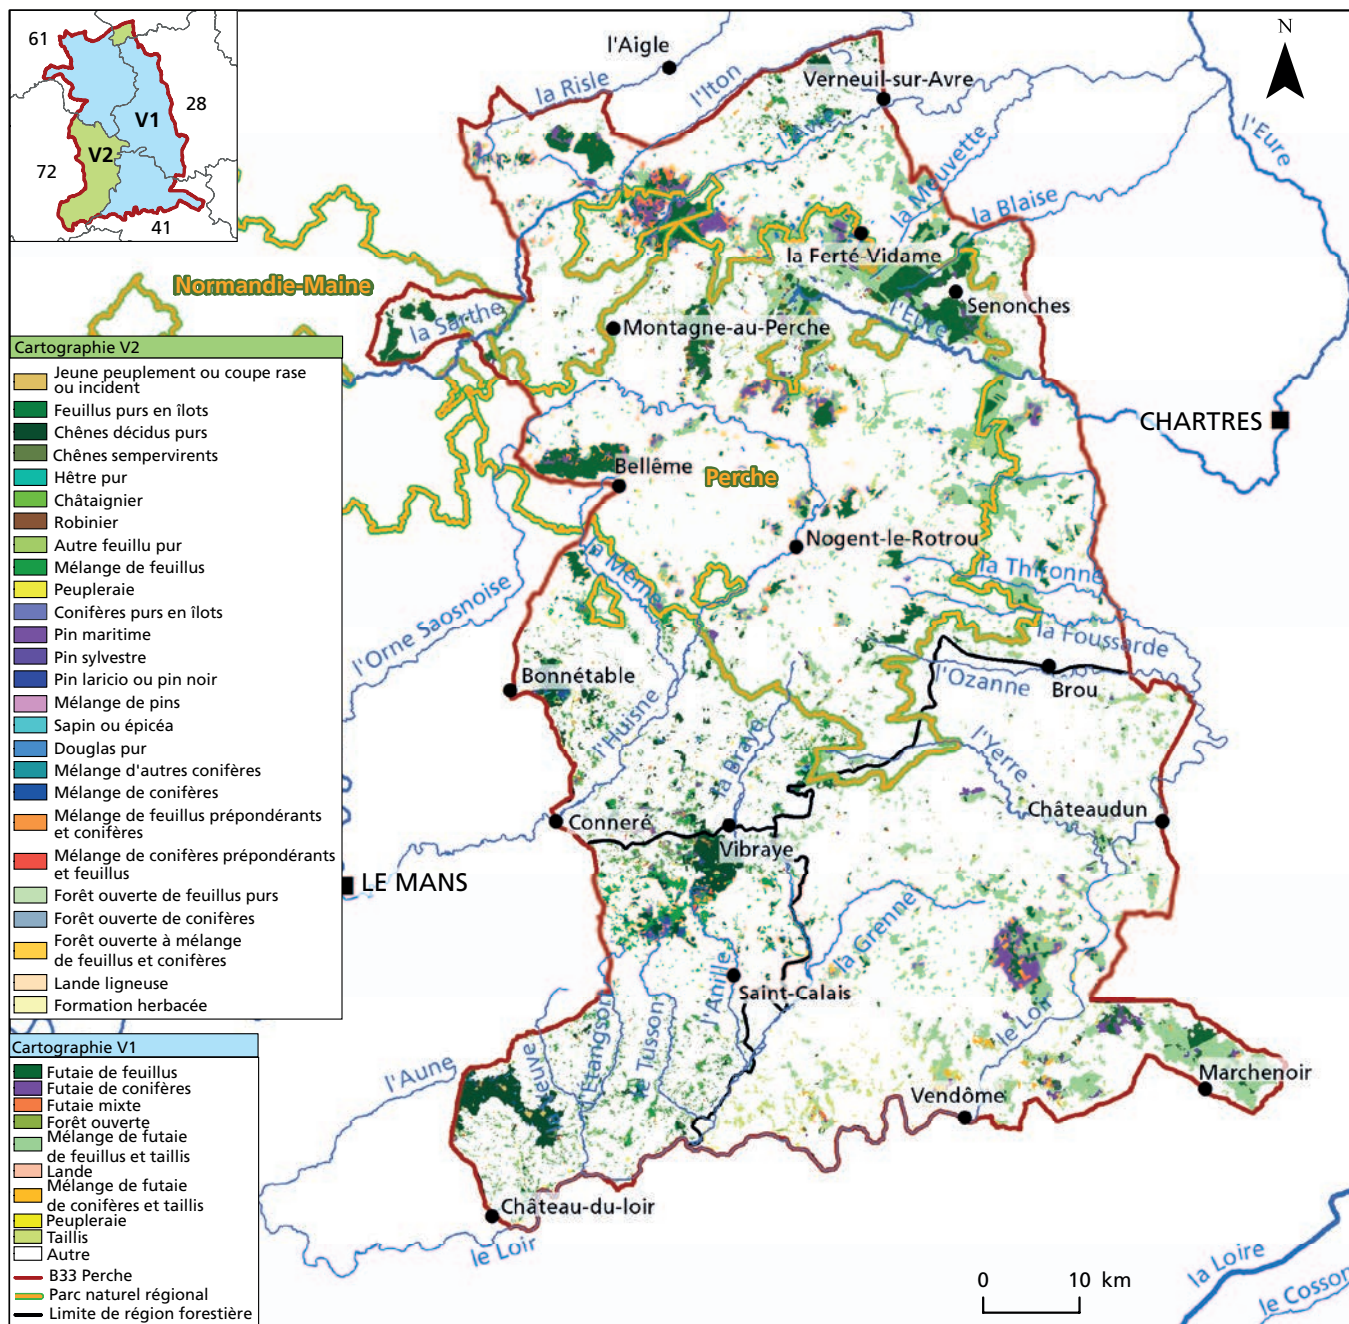 61
V1
28
V2
72
41
N
l'Aigle
la Risle
l'Iton
Verneuil-sur-Avre
l'Avre
la Meuvette
l'Eure
la Blaise
la Ferté-Vidame
Normandie-Maine
Senonches
la Sarthe
l'Eure
Montagne-au-Perche
CHARTRES
Bellême
Perche
Nogent-le-Rotrou
la Même
la Thironne
l'Orne Saosnoise
la Foussarde
l'Ozanne
Brou
Bonnétable
l'Huisne
la Braye
l'Yerre
Châteaudun
Conneré
Vibraye
LE MANS
la Grenne
l'Anille
Saint-Calais
le Loir
l'Etangsort
le Tusson
Veuve
l'Aune
Marchenoir
Vendôme
Château-du-loir
le Loir
la Loire
le Cosson
0 10 km
Cartographie V2
Jeune peuplement ou coupe rase
ou incident
Feuillus purs en îlots
Chênes décidus purs
Chênes sempervirents
Hêtre pur
Châtaignier
Robinier
Autre feuillu pur
Mélange de feuillus
Peupleraie
Conifères purs en îlots
Pin maritime
Pin sylvestre
Pin laricio ou pin noir
Mélange de pins
Sapin ou épicéa
Douglas pur
Mélange d'autres conifères
Mélange de conifères
Mélange de feuillus prépondérants
et conifères
Mélange de conifères prépondérants
et feuillus
Forêt ouverte de feuillus purs
Forêt ouverte de conifères
Forêt ouverte à mélange
de feuillus et conifères
Lande ligneuse
Formation herbacée
Cartographie V1
Futaie de feuillus
Futaie de conifères
Futaie mixte
Forêt ouverte
Mélange de futaie
de feuillus et taillis
Lande
Mélange de futaie
de conifères et taillis
Peupleraie
Taillis
Autre
B33 Perche
Parc naturel régional
Limite de région forestière